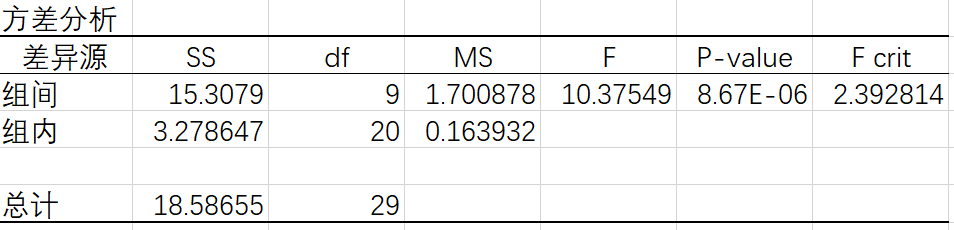 方差分析
差异源 SS df MS F P-value F crit
组间 15.3079 9 1.700878 10.37549 8.67E-06 2.392814
组内 3.278647 20 0.163932
总计 18.58655 29